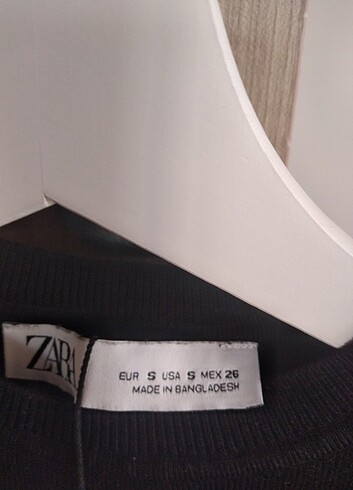 ZARA
EUR S USA S MEX 26
MADE IN BANGLADESH